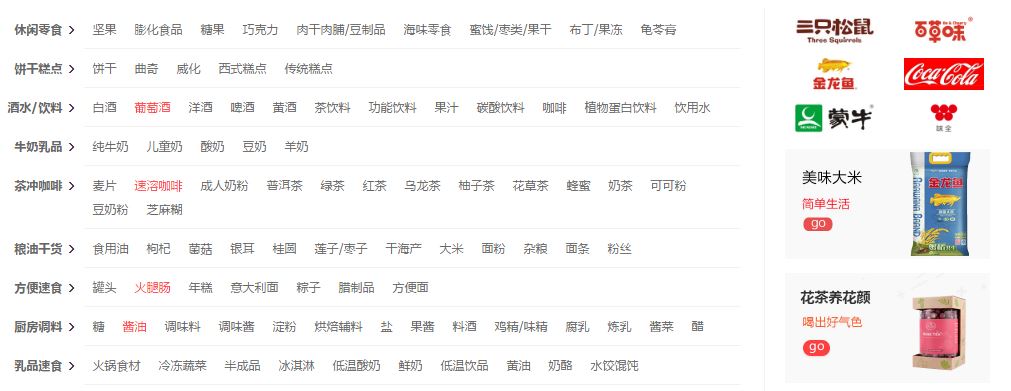 休闲零食 坚果 膨化食品 糖果 巧克力 肉干肉脯/豆制品 海味零食 蜜饯/枣类/果干 布丁/果冻 龟苓膏
饼干糕点 饼干 曲奇 威化 西式糕点 传统糕点
酒水/饮料 白酒 葡萄酒 洋酒 啤酒 黄酒 茶饮料 功能饮料 果汁 碳酸饮料 咖啡 植物蛋白饮料 饮用水
牛奶乳品 纯牛奶 儿童奶 酸奶 豆奶 羊奶
茶冲咖啡 麦片 速溶咖啡 成人奶粉 普洱茶 绿茶 红茶 乌龙茶 柚子茶 花草茶 蜂蜜 奶茶 可可粉
豆奶粉 芝麻糊
粮油干货 食用油 枸杞 蘑菇 银耳 桂圆 莲子/枣子 干海产 大米 面粉 杂粮 面条 粉丝
方便速食 罐头 火腿肠 年糕 意大利面 粽子 腊制品 方便面
厨房调料 糖 酱油 调味料 调味酱 淀粉 烘焙辅料 盐 果酱 料酒 鸡精/味精 腐乳 炼乳 酱菜 醋
乳品速食 火锅食材 冷冻蔬菜 半成品 冰淇淋 低温酸奶 鲜奶 低温饮品 黄油 奶酪 水饺馄饨
三只松鼠 百草味
Three Squirrels
金龙鱼 Coca-Cola
蒙牛 味全
美味大米
简单生活
go
金龙鱼
花茶养花颜
喝出好气色
go